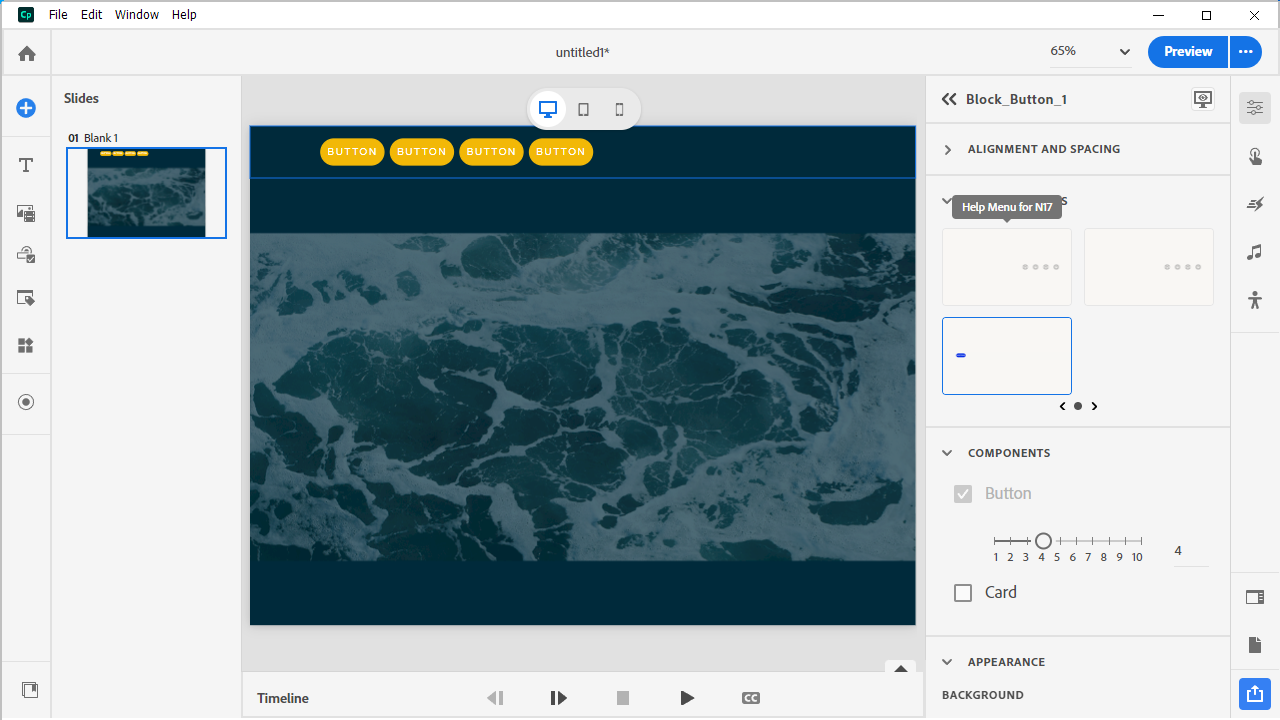 Cp File Edit Window Help
untitled1*
65%
Preview
Slides
01 Blank 1
BUTTON BUTTON BUTTON BUTTON
Block_Button_1
ALIGNMENT AND SPACING
Help Menu for N17
COMPONENTS
Button
1 2 3 4 5 6 7 8 9 10
4
Card
APPEARANCE
BACKGROUND
Timeline
CC